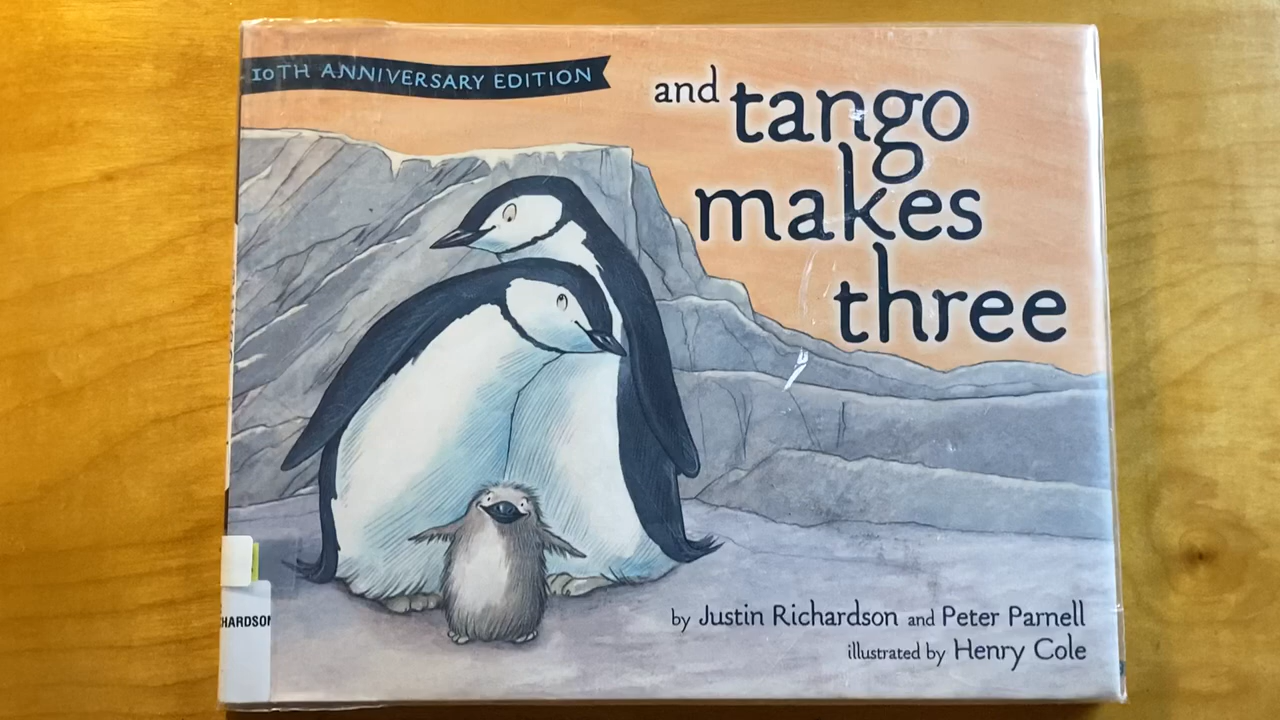 10TH ANNIVERSARY EDITION
and tango
makes
three
by Justin Richardson and Peter Parnell
illustrated by Henry Cole
HARDSON